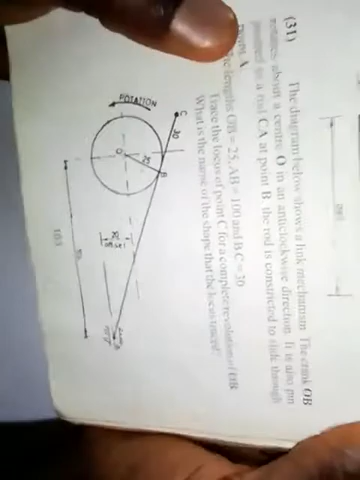 (31) The diagram below shows a link mechanism. The crank OB
rotates about a centre O in an anticlockwise direction. It is also pin
jointed to a rod CA at point B. the rod is constricted to slide through
point A
The lengths OB = 25, AB = 100 and BC = 30
Trace the locus of point C for a complete revolution of OB
What is the name of the shape that the locus traced?
ROTATION
C
30
B
O